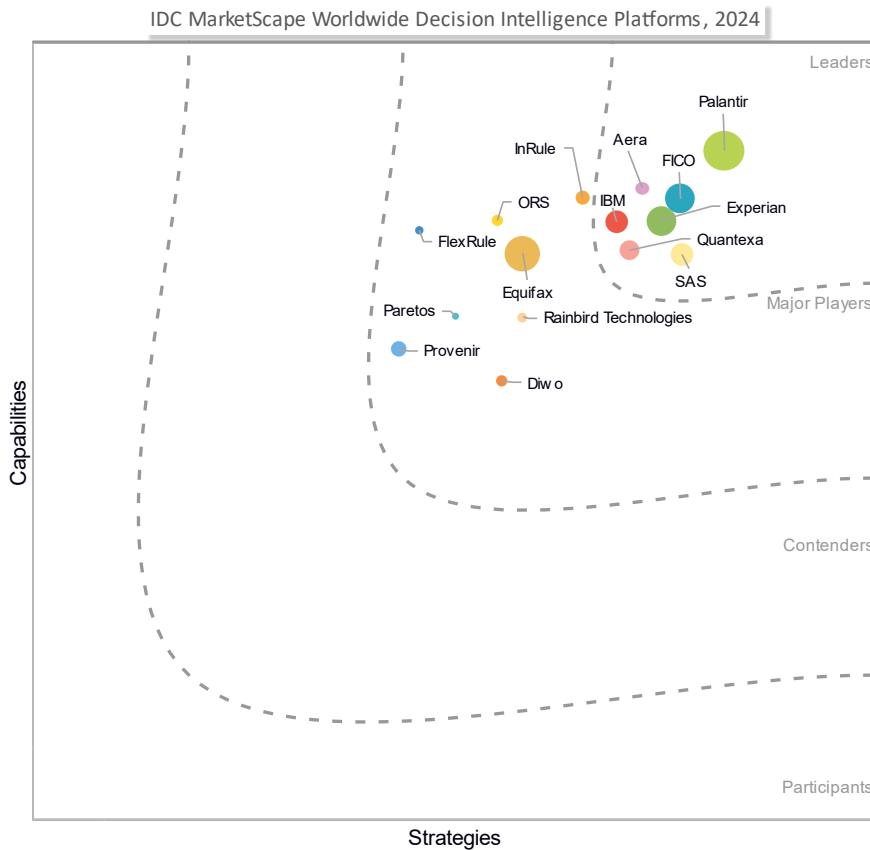 IDC MarketScape Worldwide Decision Intelligence Platforms, 2024
Leaders
Palantir
Aera
InRule
FICO
IBM
ORS
Experian
FlexRule
Quantexa
SAS
Equifax
Major Players
Paretos
Rainbird Technologies
Provenir
Diwo
Capabilities
Contenders
Participants
Strategies